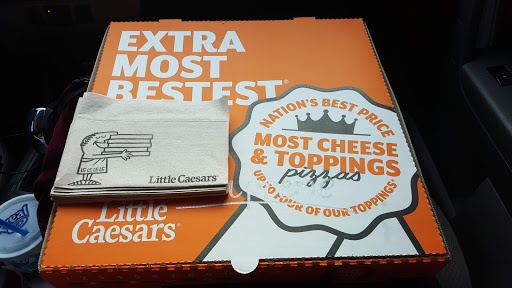 EXTRA
MOST
BESTEST®
NATION'S BEST PRICE
MOST CHEESE
& TOPPINGS
pizzas
UP TO FOUR OF OUR TOPPINGS
Little Caesars®
Little
Caesars®